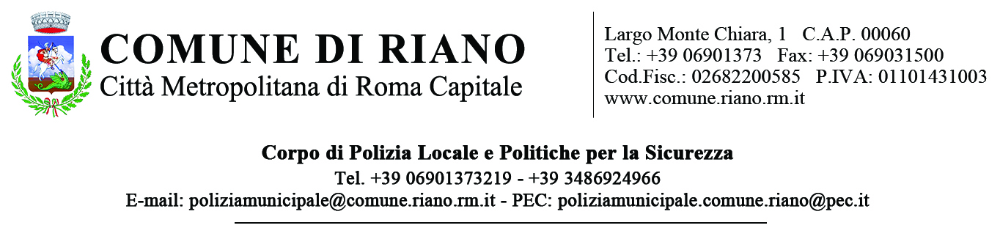 COMUNE DI RIANO
Città Metropolitana di Roma Capitale
Largo Monte Chiara, 1 C.A.P. 00060
Tel.: +39 06901373 Fax: +39 069031500
Cod.Fisc.: 02682200585 P.IVA: 01101431003
www.comune.riano.rm.it
Corpo di Polizia Locale e Politiche per la Sicurezza
Tel. +39 06901373219 - +39 3486924966
E-mail: poliziamunicipale@comune.riano.rm.it - PEC: poliziamunicipale.comune.riano@pec.it